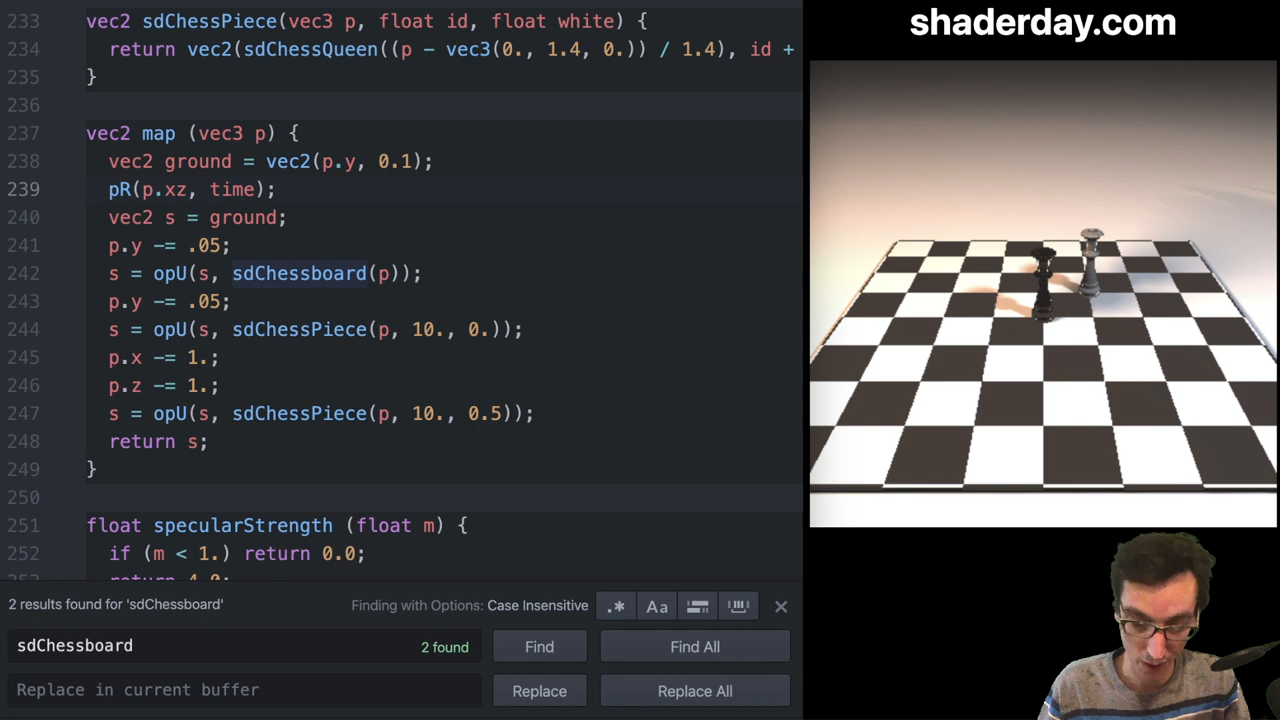 233 vec2 sdChessPiece(vec3 p, float id, float white) {
234 return vec2(sdChessQueen((p - vec3(0., 1.4, 0.)) / 1.4), id +
235 }
236
237 vec2 map (vec3 p) {
238 vec2 ground = vec2(p.y, 0.1);
239 pR(p.xz, time);
240 vec2 s = ground;
241 p.y -= .05;
242 s = opU(s, sdChessboard(p));
243 p.y -= .05;
244 s = opU(s, sdChessPiece(p, 10., 0.));
245 p.x -= 1.;
246 p.z -= 1.;
247 s = opU(s, sdChessPiece(p, 10., 0.5));
248 return s;
249 }
250
251 float specularStrength (float m) {
252 if (m < 1.) return 0.0;
2 results found for 'sdChessboard'
Finding with Options: Case Insensitive
.* Aa
sdChessboard
2 found
Find
Find All
Replace in current buffer
Replace
Replace All
shaderday.com